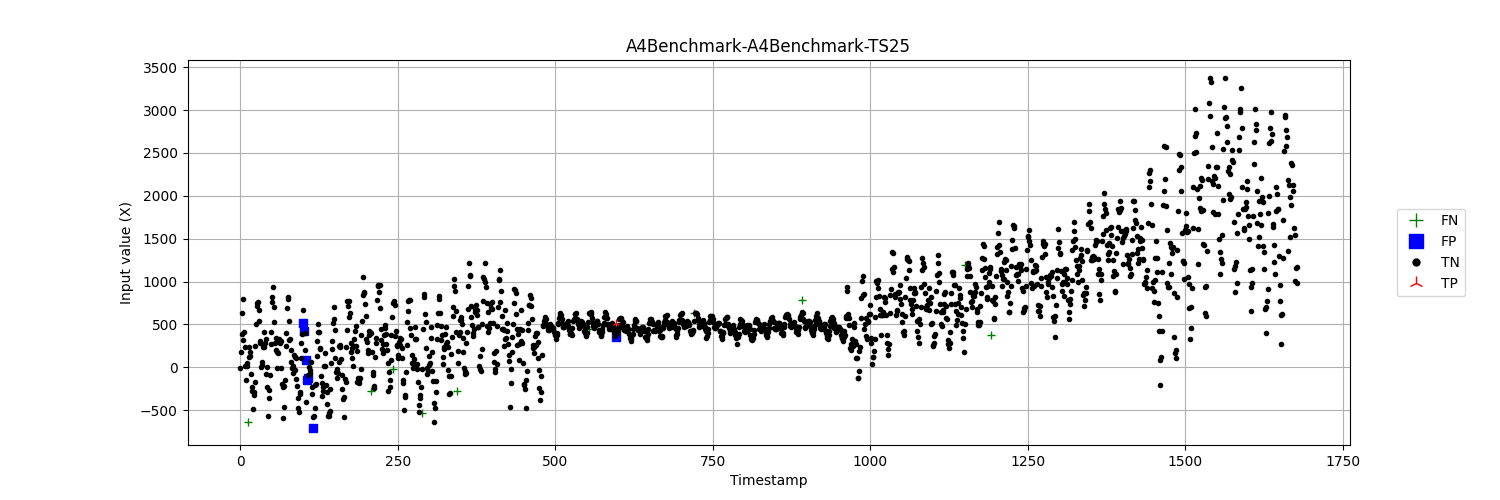 A4Benchmark-A4Benchmark-TS25
3500
3000
2500
2000
1500
1000
500
0
−500
Input value (X)
0
250
500
750
1000
1250
1500
1750
Timestamp
FN
FP
TN
TP